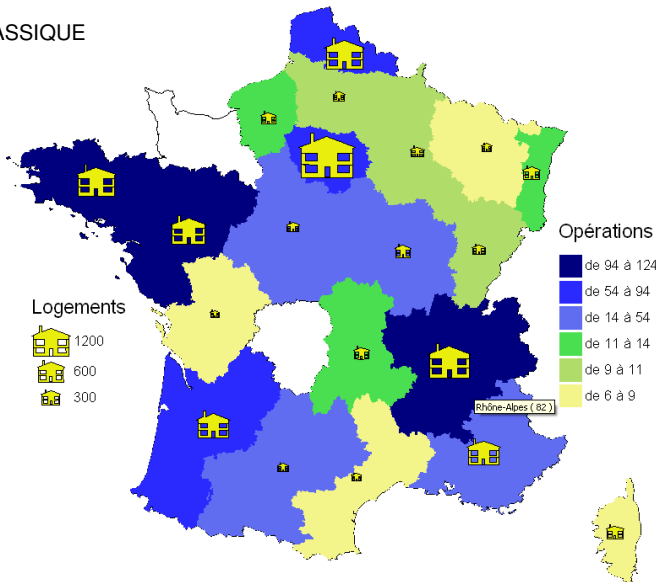 ASSIQUE
Opérations
de 94 à 124
de 54 à 94
de 14 à 54
de 11 à 14
de 9 à 11
de 6 à 9
Logements
1200
600
300
Rhône-Alpes ( 82 )